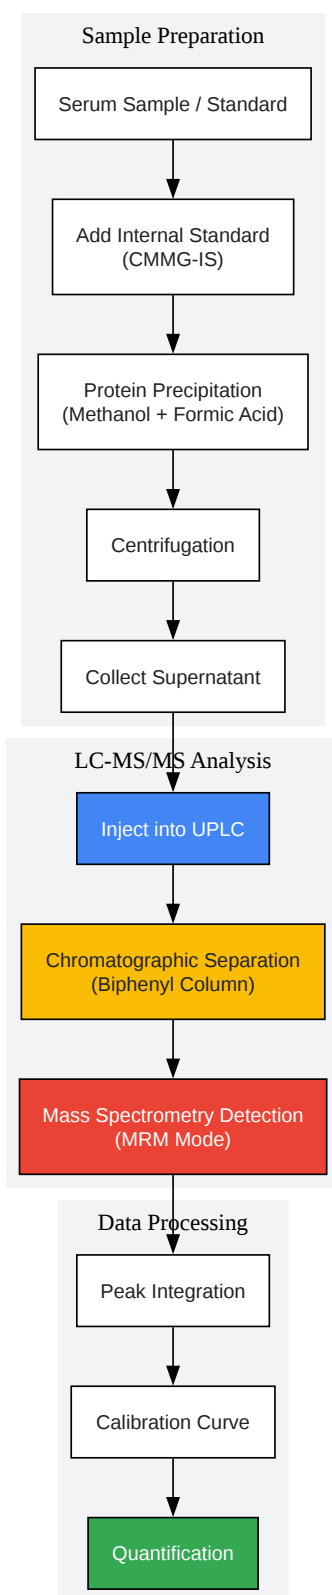 Sample Preparation
Serum Sample / Standard
Add Internal Standard
(CMMG-IS)
Protein Precipitation
(Methanol + Formic Acid)
Centrifugation
Collect Supernatant
LC-MS/MS Analysis
Inject into UPLC
Chromatographic Separation
(Biphenyl Column)
Mass Spectrometry Detection
(MRM Mode)
Data Processing
Peak Integration
Calibration Curve
Quantification